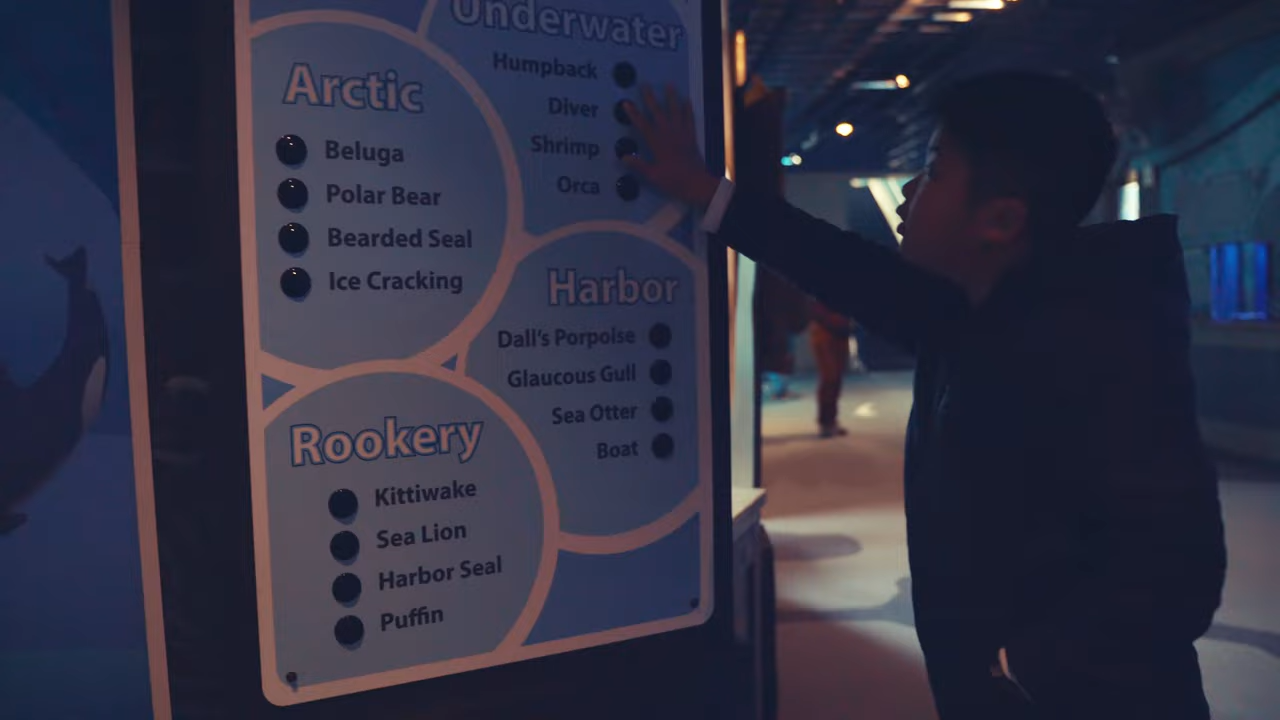 Arctic
Beluga
Polar Bear
Bearded Seal
Ice Cracking
Underwater
Humpback
Diver
Shrimp
Orca
Harbor
Dall's Porpoise
Glaucous Gull
Sea Otter
Boat
Rookery
Kittiwake
Sea Lion
Harbor Seal
Puffin